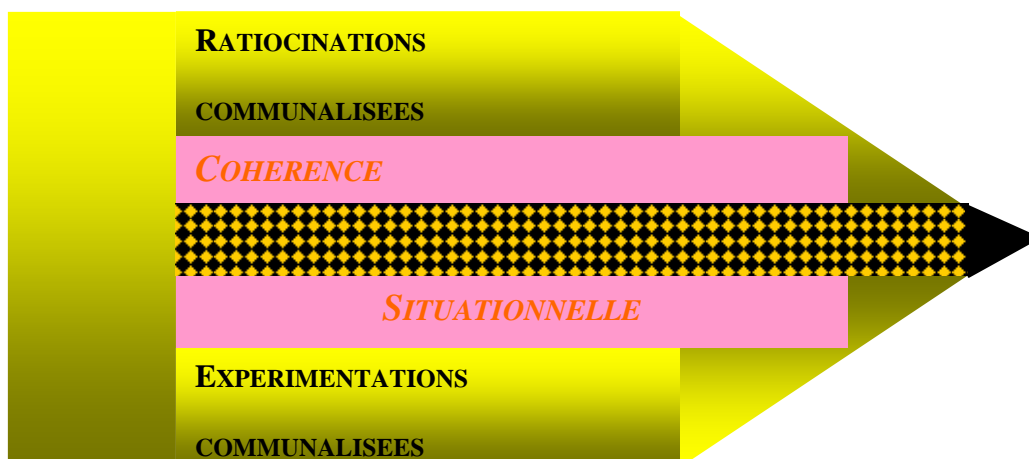 RATIOCINATIONS
COMMUNALISEES
COHERENCE
SITUATIONNELLE
EXPERIMENTATIONS
COMMUNALISEES